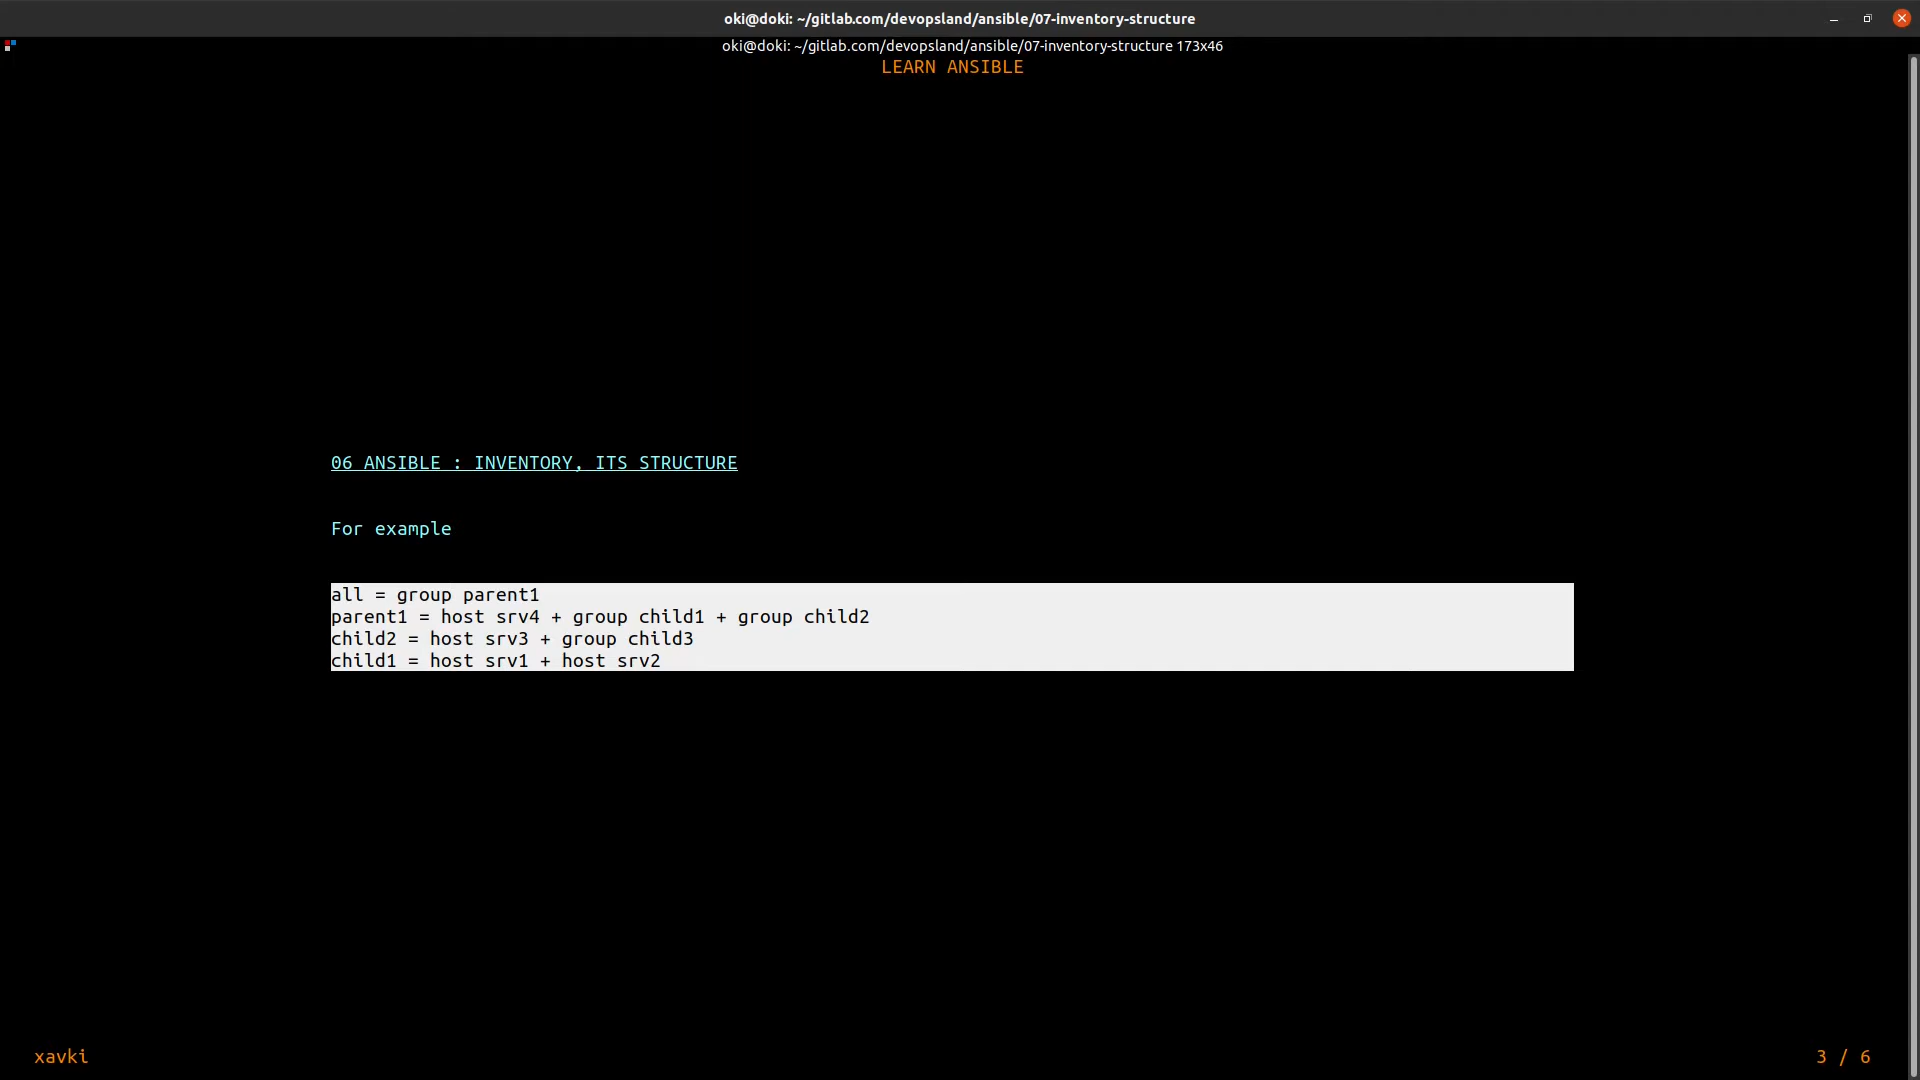 oki@doki: ~/gitlab.com/devopsland/ansible/07-inventory-structure
oki@doki: ~/gitlab.com/devopsland/ansible/07-inventory-structure 173x46
LEARN ANSIBLE
06 ANSIBLE : INVENTORY, ITS STRUCTURE
For example
all = group parent1
parent1 = host srv4 + group child1 + group child2
child2 = host srv3 + group child3
child1 = host srv1 + host srv2
xavki
3 / 6